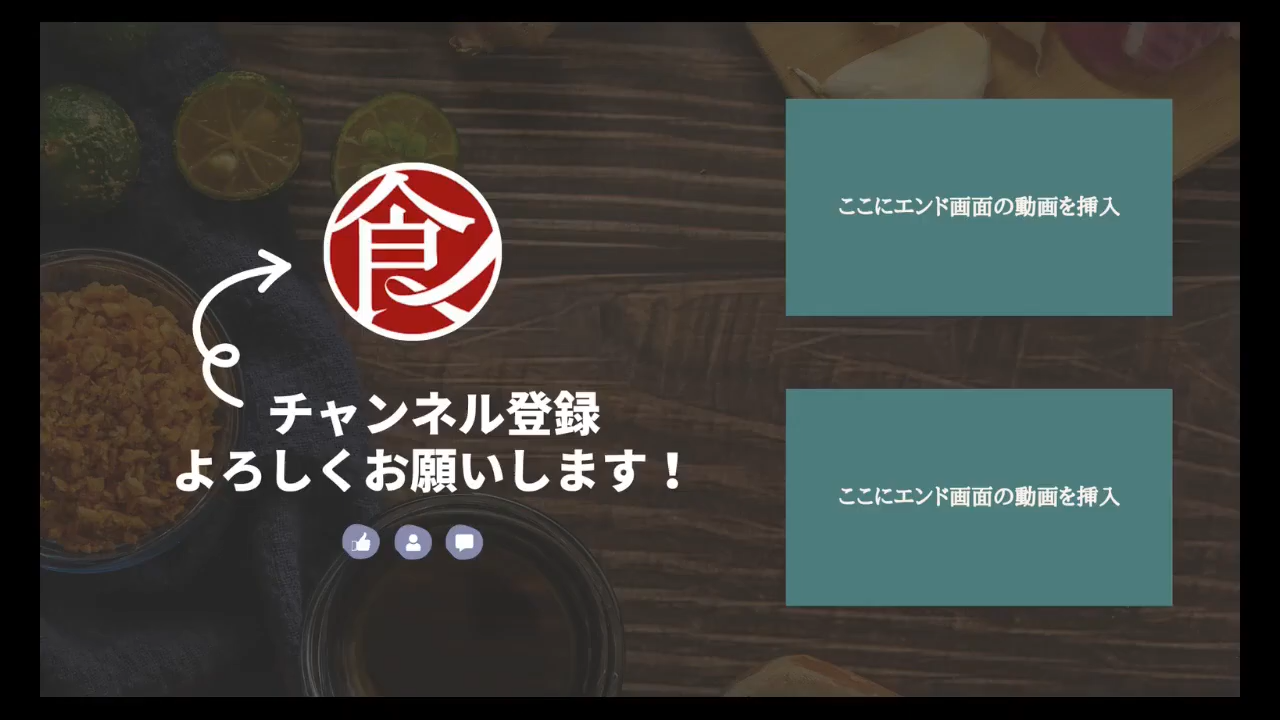 食
チャンネル登録
よろしくお願いします！
ここにエンド画面の動画を挿入
ここにエンド画面の動画を挿入